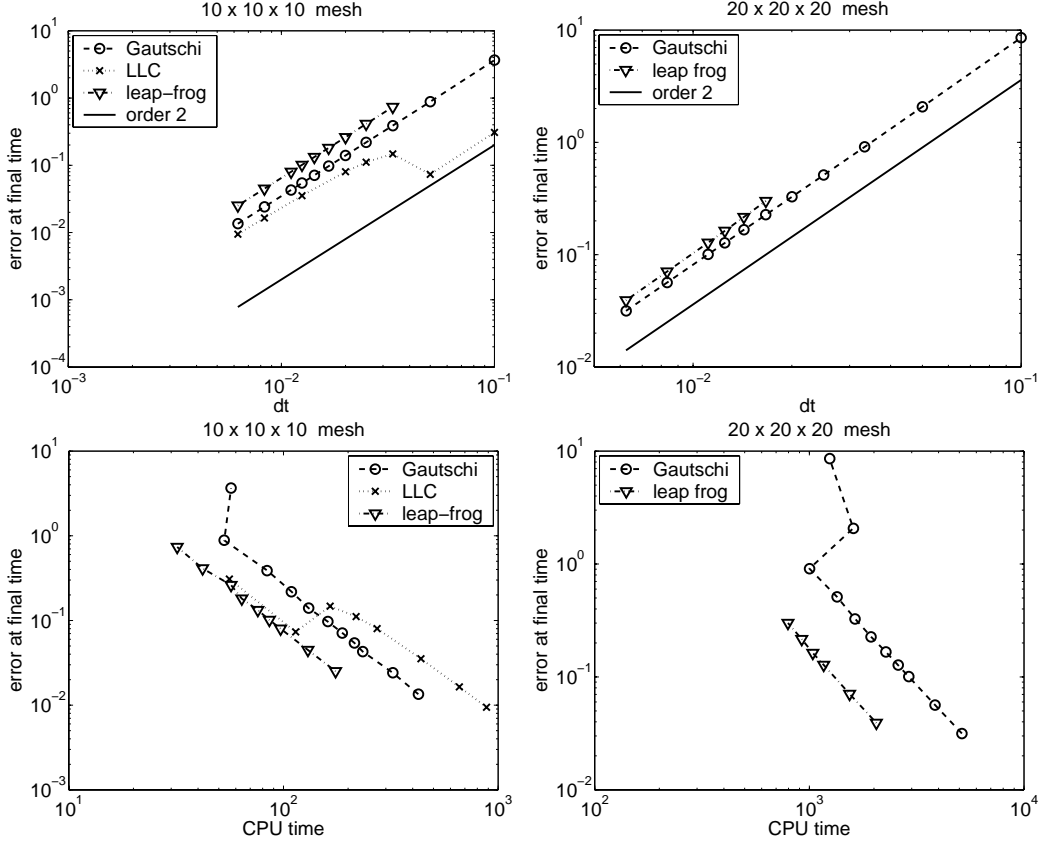 10 x 10 x 10 mesh
Gautschi
LLC
leap-frog
order 2
error at final time
10^1
10^0
10^-1
10^-2
10^-3
10^-4
10^-3
10^-2
10^-1
dt
20 x 20 x 20 mesh
Gautschi
leap frog
order 2
error at final time
10^1
10^0
10^-1
10^-2
10^-2
10^-1
dt
10 x 10 x 10 mesh
Gautschi
LLC
leap-frog
error at final time
10^1
10^0
10^-1
10^-2
10^-3
10^1
10^2
10^3
CPU time
20 x 20 x 20 mesh
Gautschi
leap frog
error at final time
10^1
10^0
10^-1
10^-2
10^2
10^3
10^4
CPU time